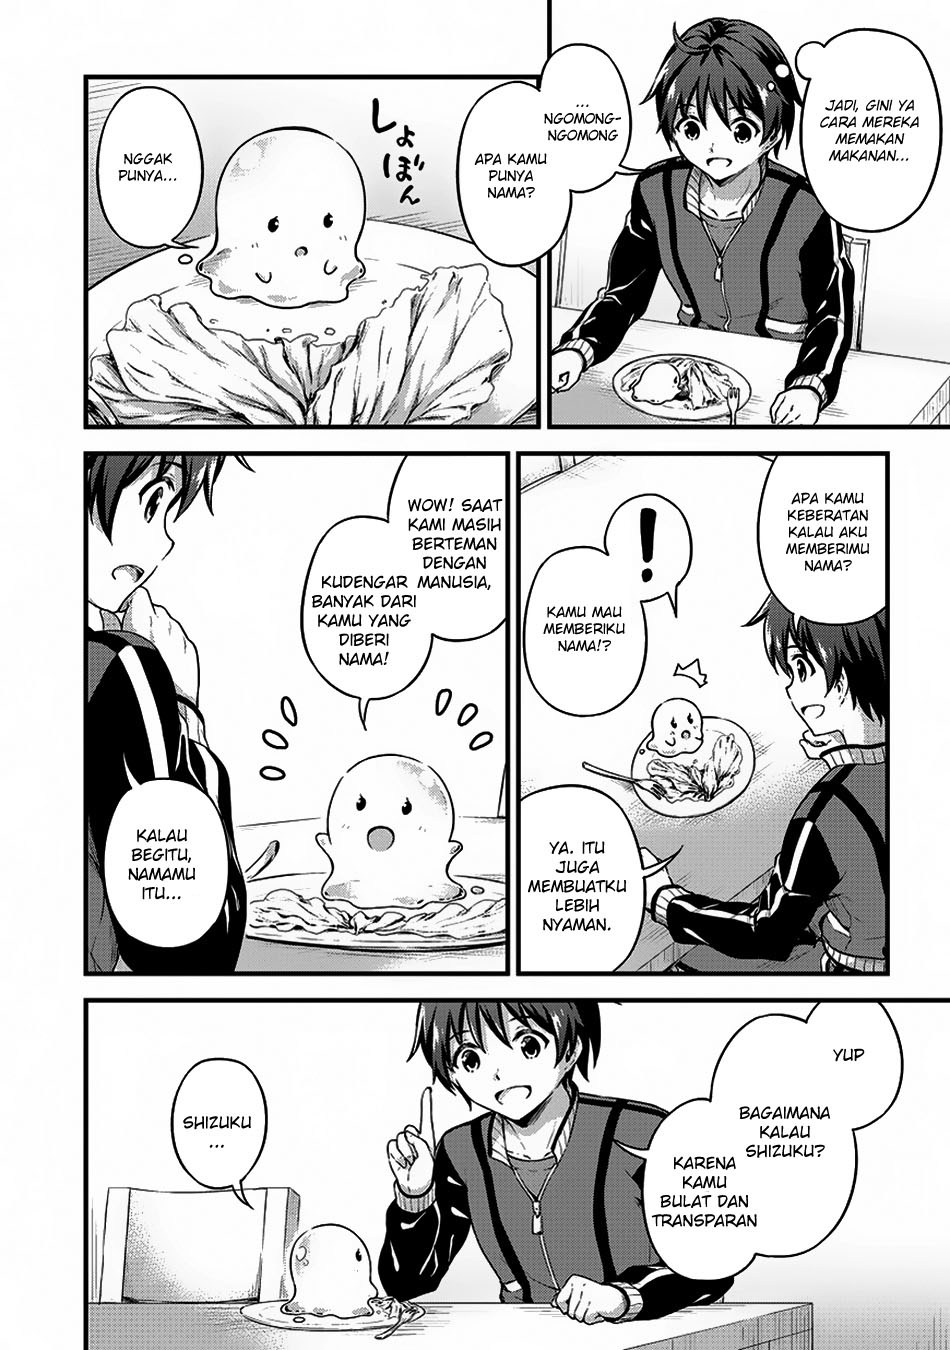 JADI, GINI YA
CARA MEREKA
MEMAKAN
MAKANAN...
...
NGOMONG-
NGOMONG
APA KAMU
PUNYA
NAMA?
しょぼん
NGGAK
PUNYA...
APA KAMU
KEBERATAN
KALAU AKU
MEMBERIMU
NAMA?
!
KAMU MAU
MEMBERIKU
NAMA!?
YA. ITU
JUGA
MEMBUATKU
LEBIH
NYAMAN.
WOW! SAAT
KAMI MASIH
BERTEMAN
DENGAN
MANUSIA,
KUDENGAR
BANYAK DARI
KAMU YANG
DIBERI
NAMA!
KALAU
BEGITU,
NAMAMU
ITU...
YUP
BAGAIMANA
KALAU
SHIZUKU?
KARENA
KAMU
BULAT DAN
TRANSPARAN
SHIZUKU
...